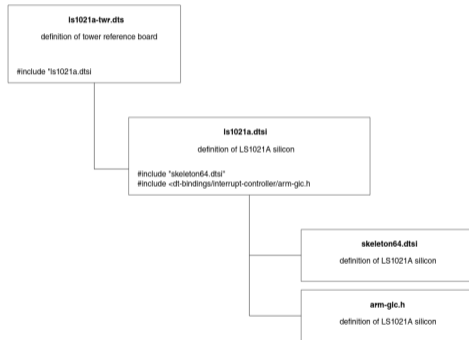 ls1021a-twr.dts
definition of tower reference board
#include "ls1021a.dtsi
ls1021a.dtsi
definition of LS1021A silicon
#include "skeleton64.dtsi"
#include <dt-bindings/interrupt-controller/arm-gic.h
skeleton64.dtsi
definition of LS1021A silicon
arm-gic.h
definition of LS1021A silicon